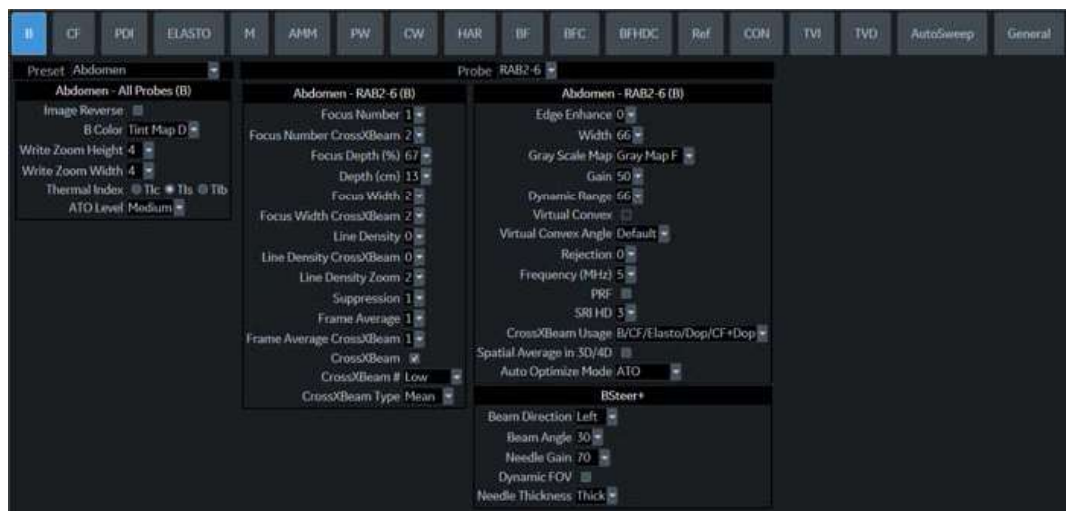 B CF PDI ELASTO M AMM PW CW HAR BF BFC BFHDC Ref CON TVI TVD AutoSweep General
Preset Abdomen
Probe RAB2-6
Abdomen - All Probes (B)
Image Reverse
B Color Tint Map D
Write Zoom Height 4
Write Zoom Width 4
Thermal Index TIc TIs TIb
ATO Level Medium
Abdomen - RAB2-6 (B)
Focus Number 1
Focus Number CrossXBeam 2
Focus Depth (%) 67
Depth (cm) 13
Focus Width 2
Focus Width CrossXBeam 2
Line Density 0
Line Density CrossXBeam 0
Line Density Zoom 2
Suppression 1
Frame Average 1
Frame Average CrossXBeam 1
CrossXBeam
CrossXBeam # Low
CrossXBeam Type Mean
Abdomen - RAB2-6 (B)
Edge Enhance 0
Width 66
Gray Scale Map Gray Map F
Gain 50
Dynamic Range 66
Virtual Convex
Virtual Convex Angle Default
Rejection 0
Frequency (MHz) 5
PRF
SRI HD 3
CrossXBeam Usage B/CF/Elasto/Dop/CF+Dop
Spatial Average in 3D/4D
Auto Optimize Mode ATO
BSteer+
Beam Direction Left
Beam Angle 30
Needle Gain 70
Dynamic FOV
Needle Thickness Thick